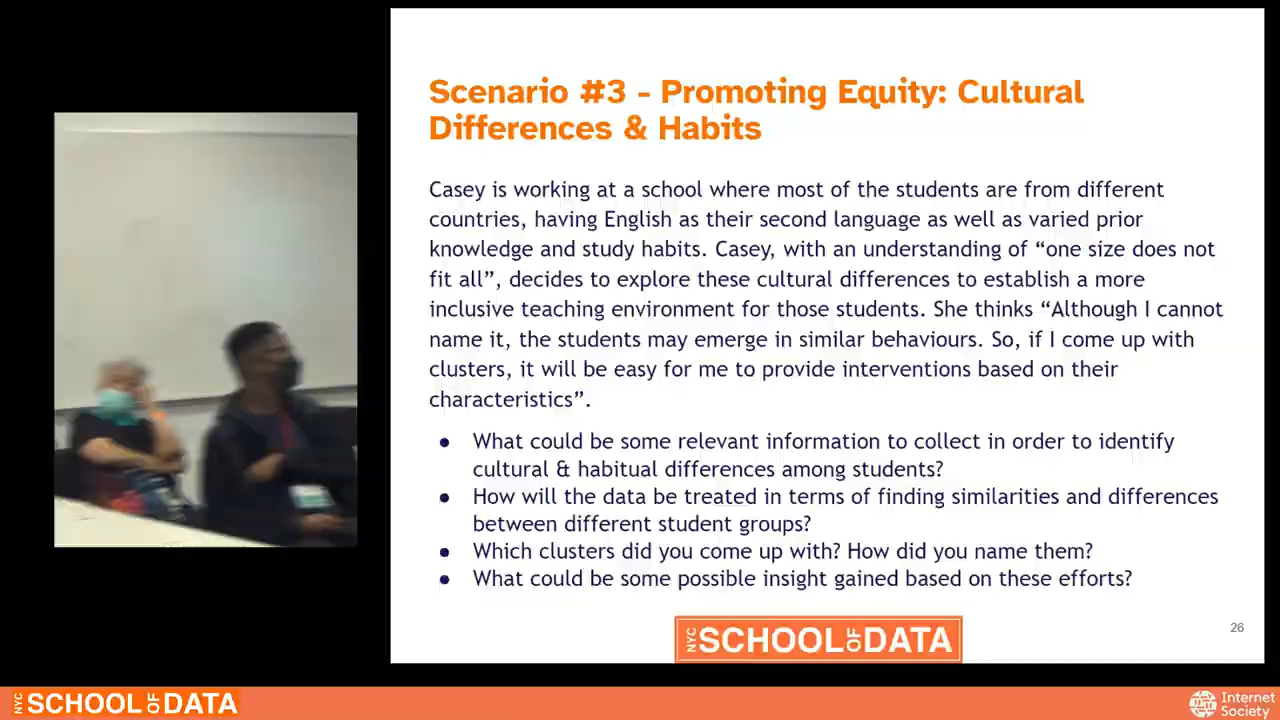 Scenario #3 - Promoting Equity: Cultural
Differences & Habits
Casey is working at a school where most of the students are from different
countries, having English as their second language as well as varied prior
knowledge and study habits. Casey, with an understanding of “one size does not
fit all”, decides to explore these cultural differences to establish a more
inclusive teaching environment for those students. She thinks “Although I cannot
name it, the students may emerge in similar behaviours. So, if I come up with
clusters, it will be easy for me to provide interventions based on their
characteristics”.
● What could be some relevant information to collect in order to identify
cultural & habitual differences among students?
● How will the data be treated in terms of finding similarities and differences
between different student groups?
● Which clusters did you come up with? How did you name them?
● What could be some possible insight gained based on these efforts?
26
NYC SCHOOL OF DATA
NYC SCHOOL OF DATA
Internet
Society